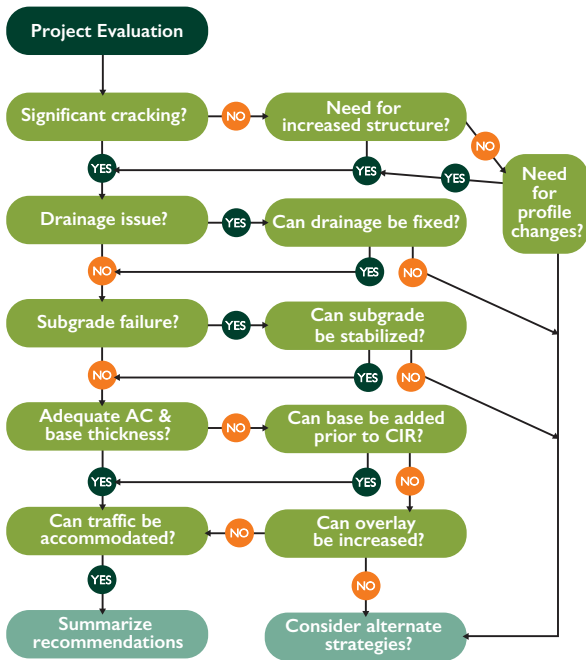 Project Evaluation
Significant cracking?
NO
Need for
increased structure?
NO
YES
YES
YES
Need
for
profile
changes?
Drainage issue?
YES
Can drainage be fixed?
NO
YES
NO
Subgrade failure?
YES
Can subgrade
be stabilized?
NO
YES
NO
Adequate AC &
base thickness?
NO
Can base be added
prior to CIR?
YES
YES
NO
Can traffic be
accommodated?
NO
Can overlay
be increased?
YES
NO
Summarize
recommendations
Consider alternate
strategies?